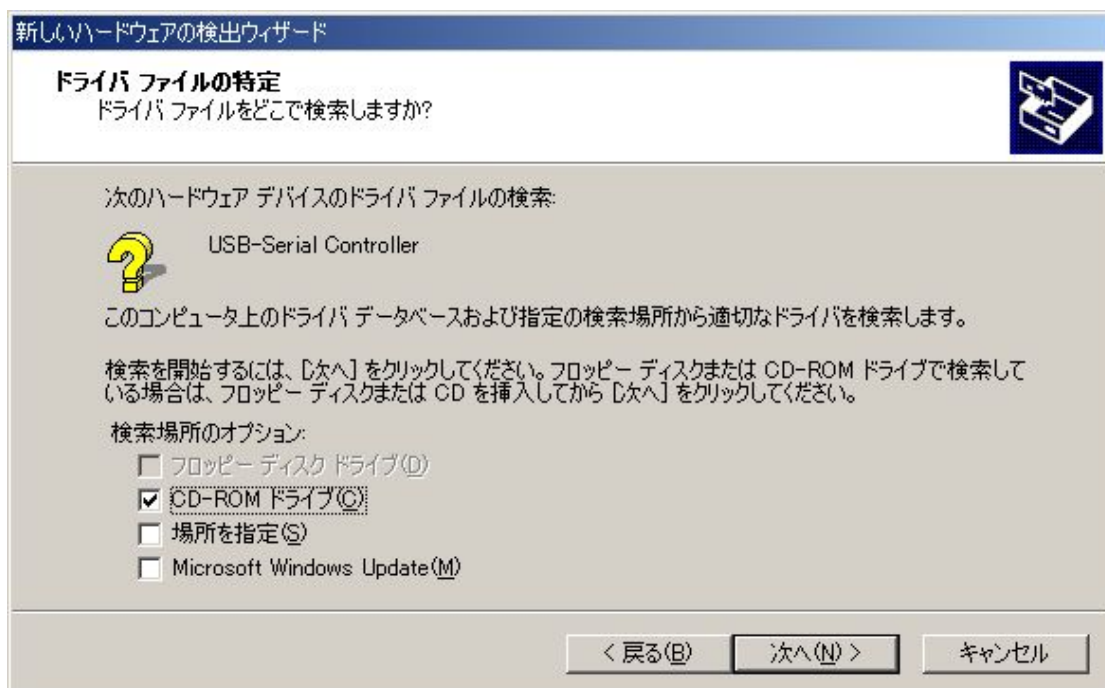 新しいハードウェアの検出ウィザード
ドライバ ファイルの特定
ドライバ ファイルをどこで検索しますか?
次のハードウェア デバイスのドライバ ファイルの検索:
USB-Serial Controller
このコンピュータ上のドライバ データベースおよび指定の検索場所から適切なドライバを検索します。
検索を開始するには、[次へ] をクリックしてください。フロッピー ディスクまたは CD-ROM ドライブで検索して
いる場合は、フロッピー ディスクまたは CD を挿入してから [次へ] をクリックしてください。
検索場所のオプション:
フロッピー ディスク ドライブ(D)
CD-ROM ドライブ(C)
場所を指定(S)
Microsoft Windows Update(M)
< 戻る(B) 次へ(N) > キャンセル